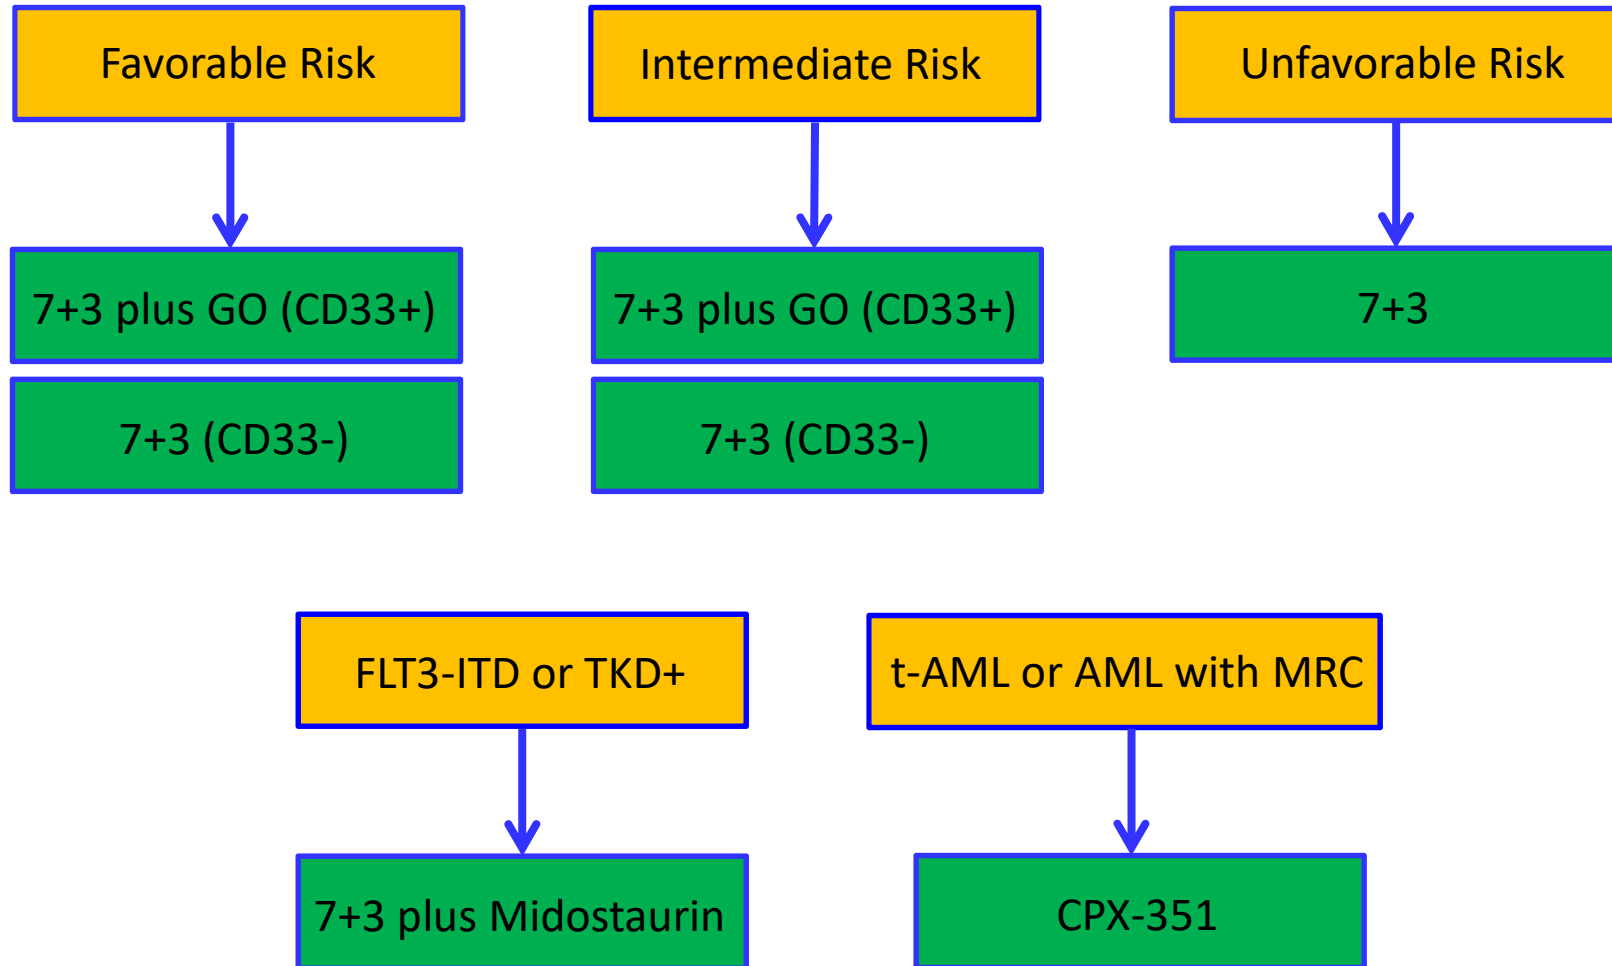 Favorable Risk
Intermediate Risk
Unfavorable Risk
7+3 plus GO (CD33+)
7+3 plus GO (CD33+)
7+3
7+3 (CD33-)
7+3 (CD33-)
FLT3-ITD or TKD+
t-AML or AML with MRC
7+3 plus Midostaurin
CPX-351